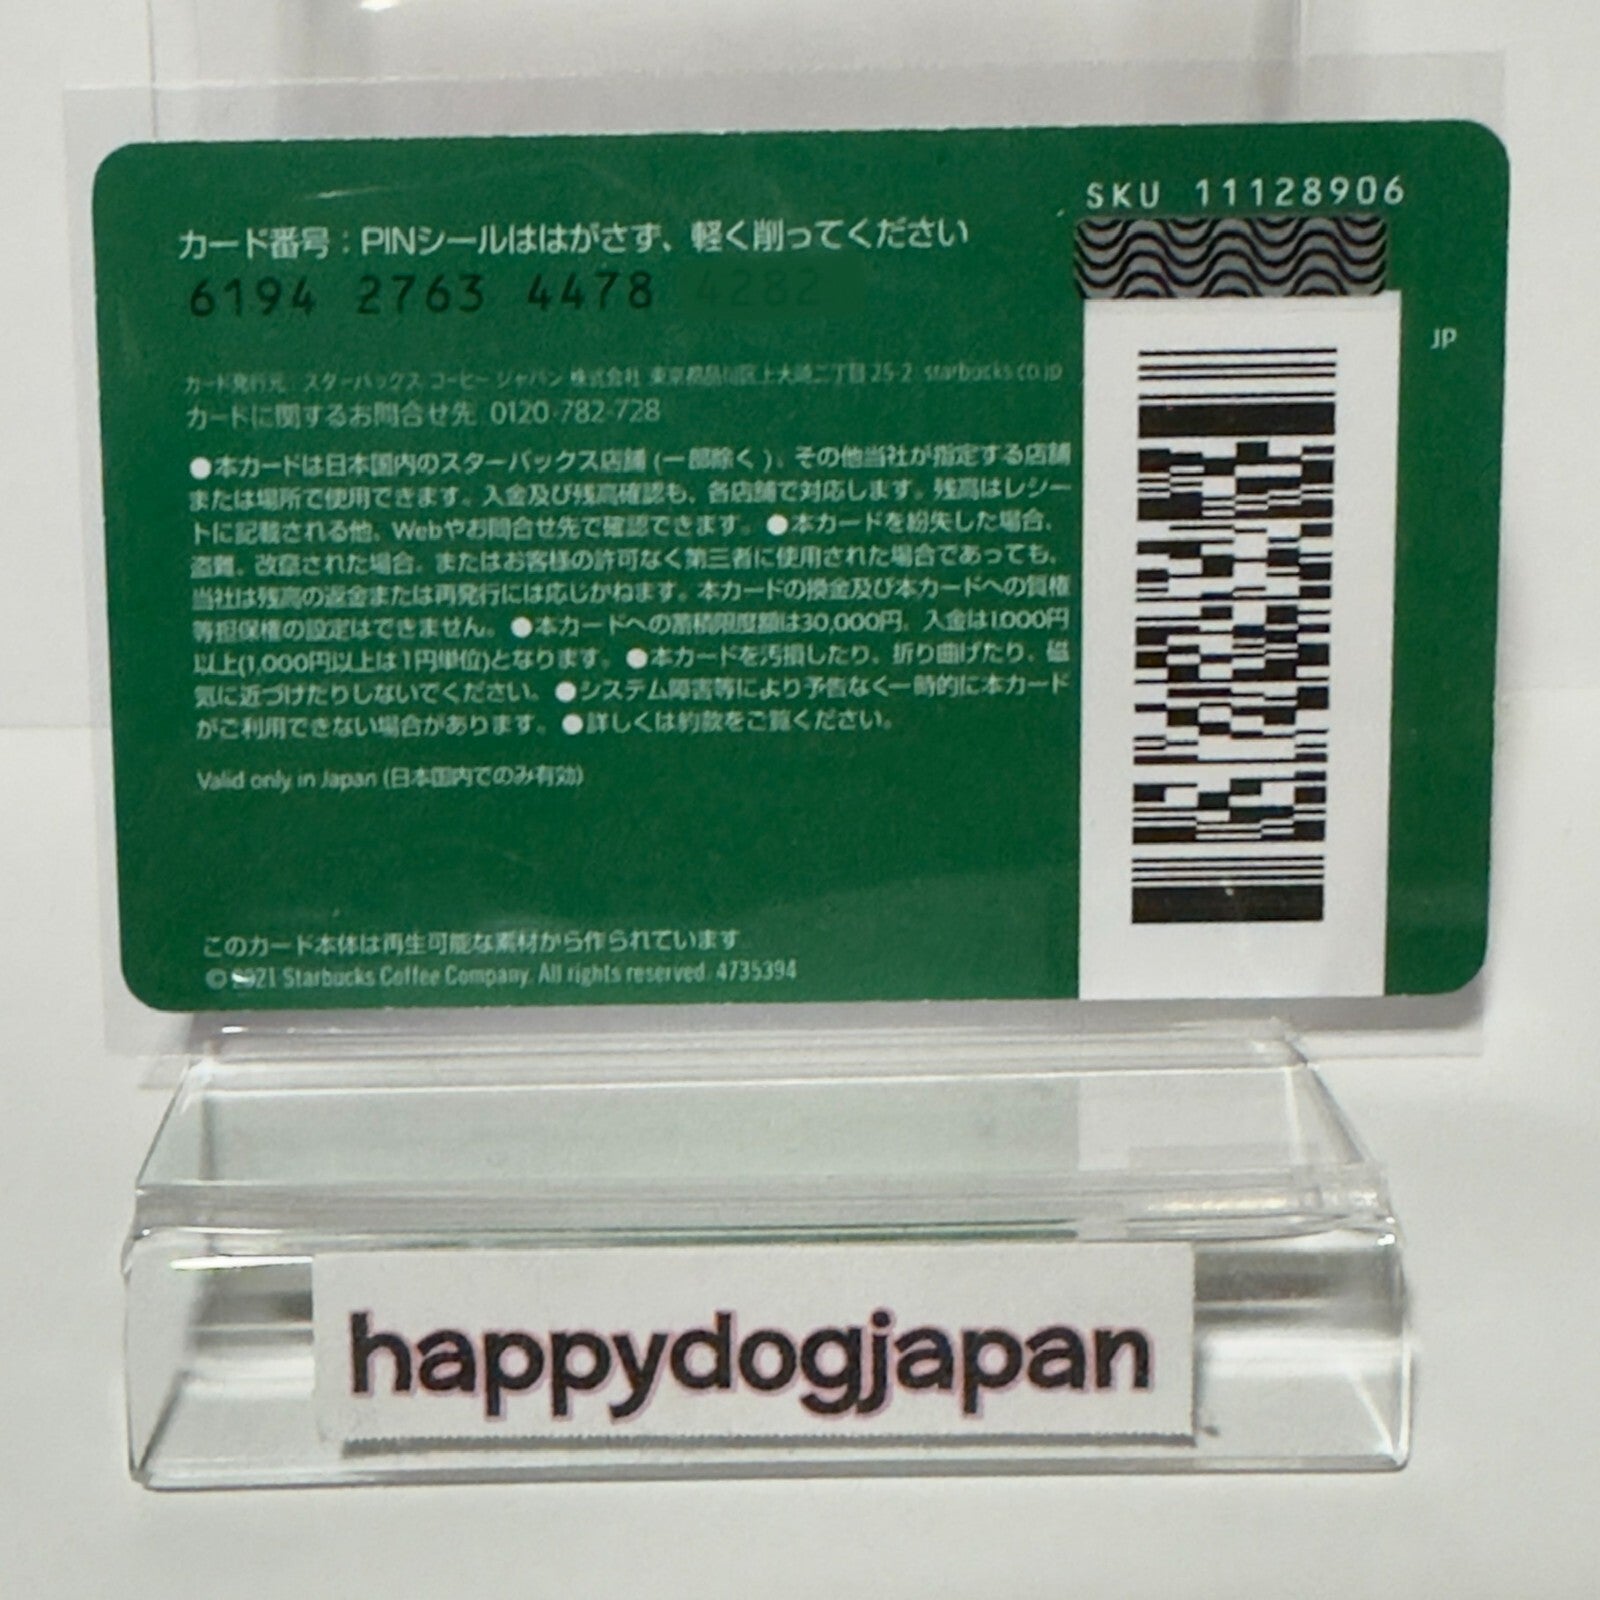 SKU 11128906
カード番号：PINシールははがさず、軽く削ってください
6194 2763 4478
JP
カード発行元 スターバックス コーヒー ジャパン 株式会社 東京都品川区上大崎二丁目25-2 starbucks.co.jp
カードに関するお問合せ先 0120-782-728
●本カードは日本国内のスターバックス店舗(一部除く)、その他当社が指定する店舗
または場所で使用できます。入金及び残高確認も、各店舗で対応します。残高はレシー
トに記載される他、Webやお問合せ先で確認できます。●本カードを紛失した場合、
盗難、改竄された場合、またはお客様の許可なく第三者に使用された場合であっても、
当社は残高の返金または再発行には応じかねます。本カードの換金及び本カードへの質権
等担保権の設定はできません。●本カードへの蓄積限度額は30,000円、入金は1,000円
以上(1,000円以上は1円単位)となります。●本カードを汚損したり、折り曲げたり、磁
気に近づけたりしないでください。●システム障害等により予告なく一時的に本カード
がご利用できない場合があります。●詳しくは約款をご覧ください。
Valid only in Japan (日本国内でのみ有効)
このカード本体は再生可能な素材から作られています
© 2021 Starbucks Coffee Company. All rights reserved. 4735394
happydogjapan